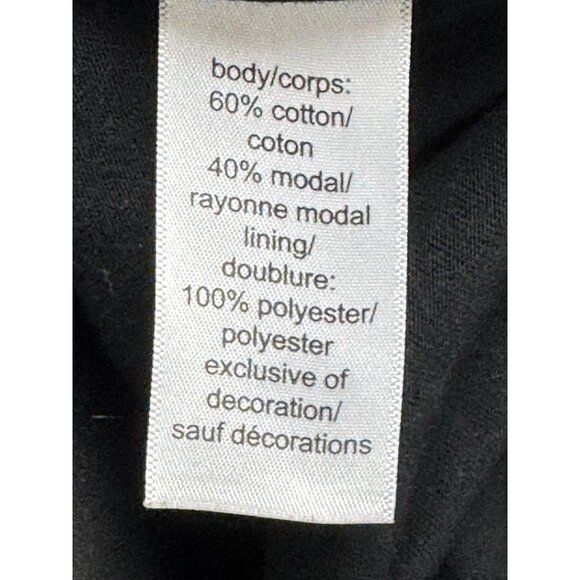 body/corps:
60% cotton/
coton
40% modal/
rayonne modal
lining/
doublure:
100% polyester/
polyester
exclusive of
decoration/
sauf décorations